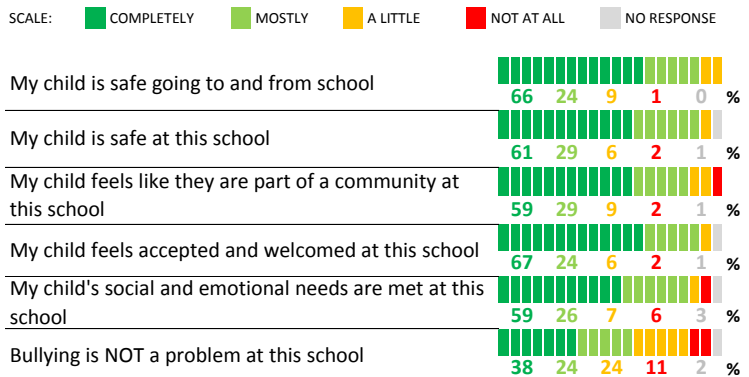 SCALE: COMPLETELY MOSTLY A LITTLE NOT AT ALL NO RESPONSE
My child is safe going to and from school
66 24 9 1 0 %
My child is safe at this school
61 29 6 2 1 %
My child feels like they are part of a community at
this school
59 29 9 2 1 %
My child feels accepted and welcomed at this school
67 24 6 2 1 %
My child's social and emotional needs are met at this
school
59 26 7 6 3 %
Bullying is NOT a problem at this school
38 24 24 11 2 %